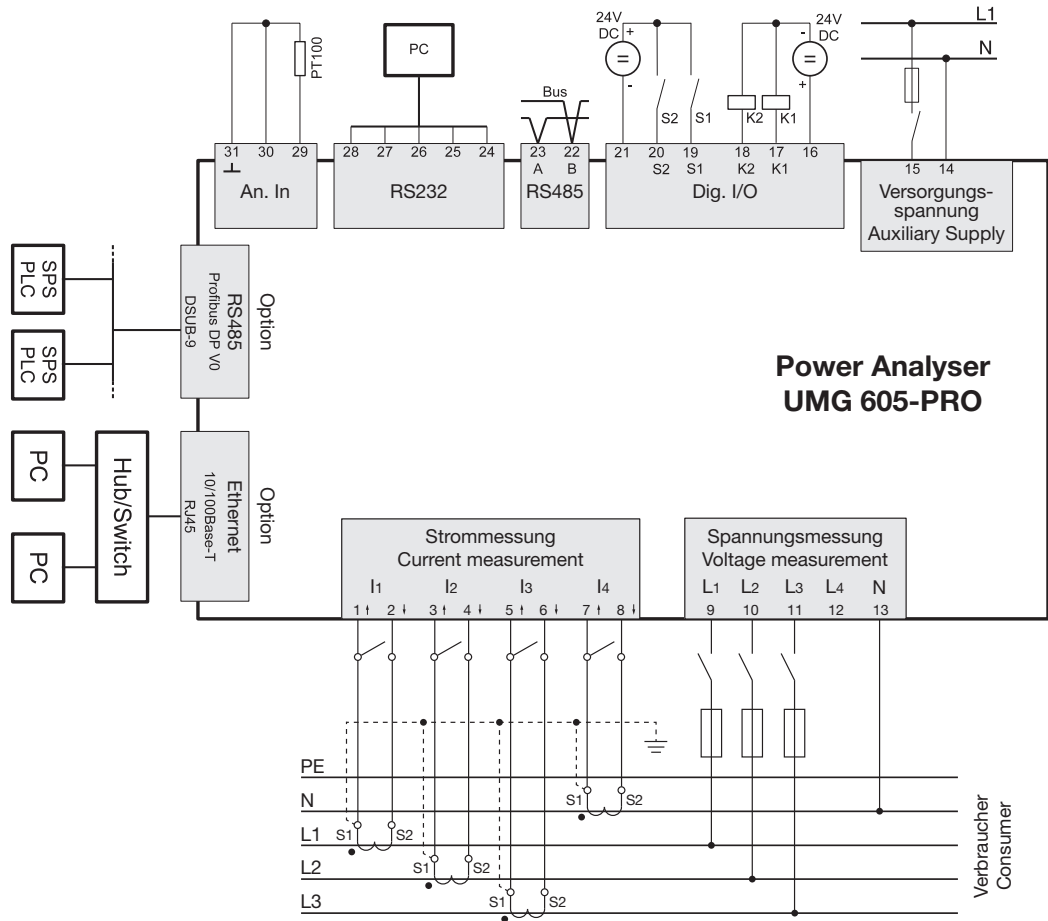 24V
DC
+
-
24V
DC
-
+
L1
N
PT100
PC
Bus
S2
S1
K2
K1
31
30
29
An. In
28
27
26
25
24
RS232
23
22
A
B
RS485
21
20
19
18
17
16
S2
S1
K2
K1
Dig. I/O
15
14
Versorgungs-
spannung
Auxiliary Supply
SPS
PLC
SPS
PLC
RS485
Profibus DP V0
DSUB-9
Option
Power Analyser
UMG 605-PRO
PC
PC
Hub/Switch
Ethernet
10/100Base-T
RJ45
Option
Strommessung
Current measurement
I1
I2
I3
I4
1
2
3
4
5
6
7
8
Spannungsmessung
Voltage measurement
L1
L2
L3
L4
N
9
10
11
12
13
PE
N
S1
S2
L1
S1
S2
L2
S1
S2
L3
S1
S2
Verbraucher
Consumer